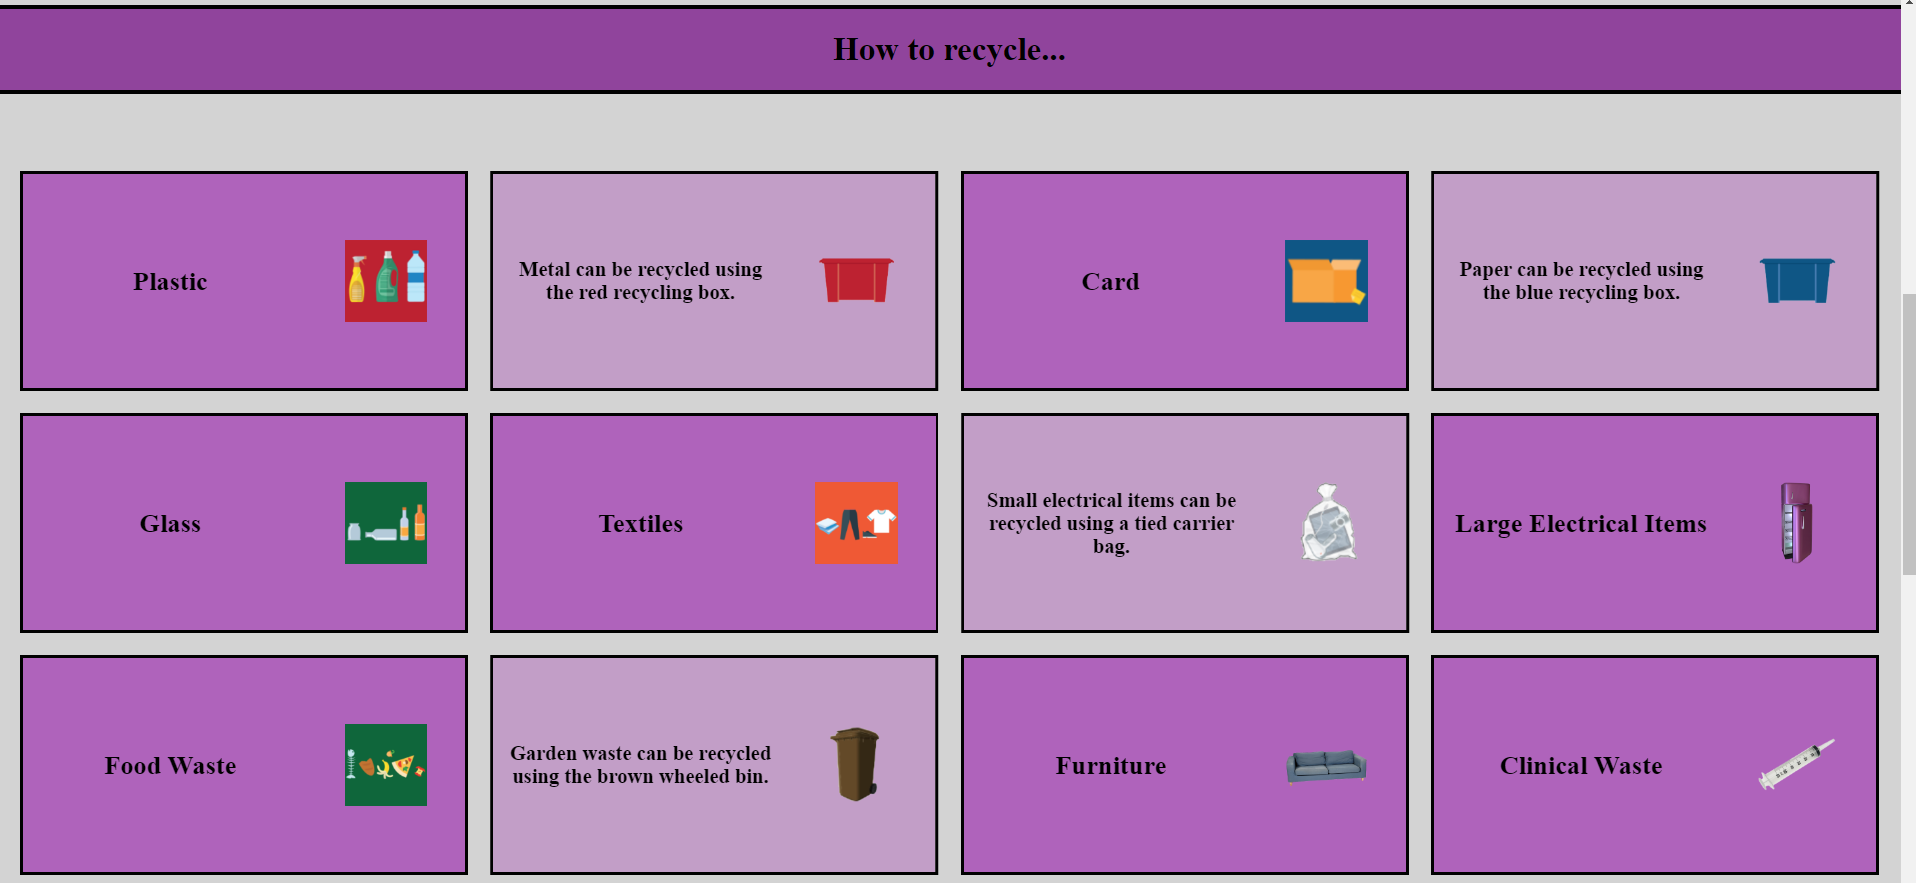 How to recycle...
Plastic
Metal can be recycled using
the red recycling box.
Card
Paper can be recycled using
the blue recycling box.
Glass
Textiles
Small electrical items can be
recycled using a tied carrier
bag.
Large Electrical Items
Food Waste
Garden waste can be recycled
using the brown wheeled bin.
Furniture
Clinical Waste